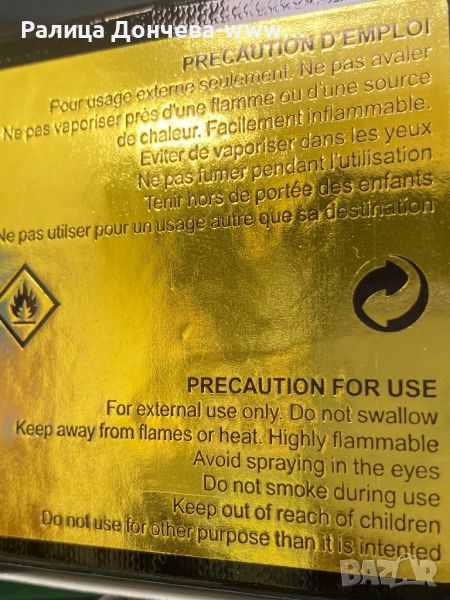 Ралица Дончева-www...
PRECAUTION D'EMPLOI
Pour usage externe seulement. Ne pas avaler
Ne pas vaporiser près d'une flamme ou d'une source
de chaleur. Facilement inflammable.
Eviter de vaporiser dans les yeux
Ne pas fumer pendant l'utilisation
Tenir hors de portée des enfants
Ne pas utilser pour un usage autre que sa destination
PRECAUTION FOR USE
For external use only. Do not swallow
Keep away from flames or heat. Highly flammable
Avoid spraying in the eyes
Do not smoke during use
Keep out of reach of children
Do not use for other purpose than it is intented
BAZAR.bg